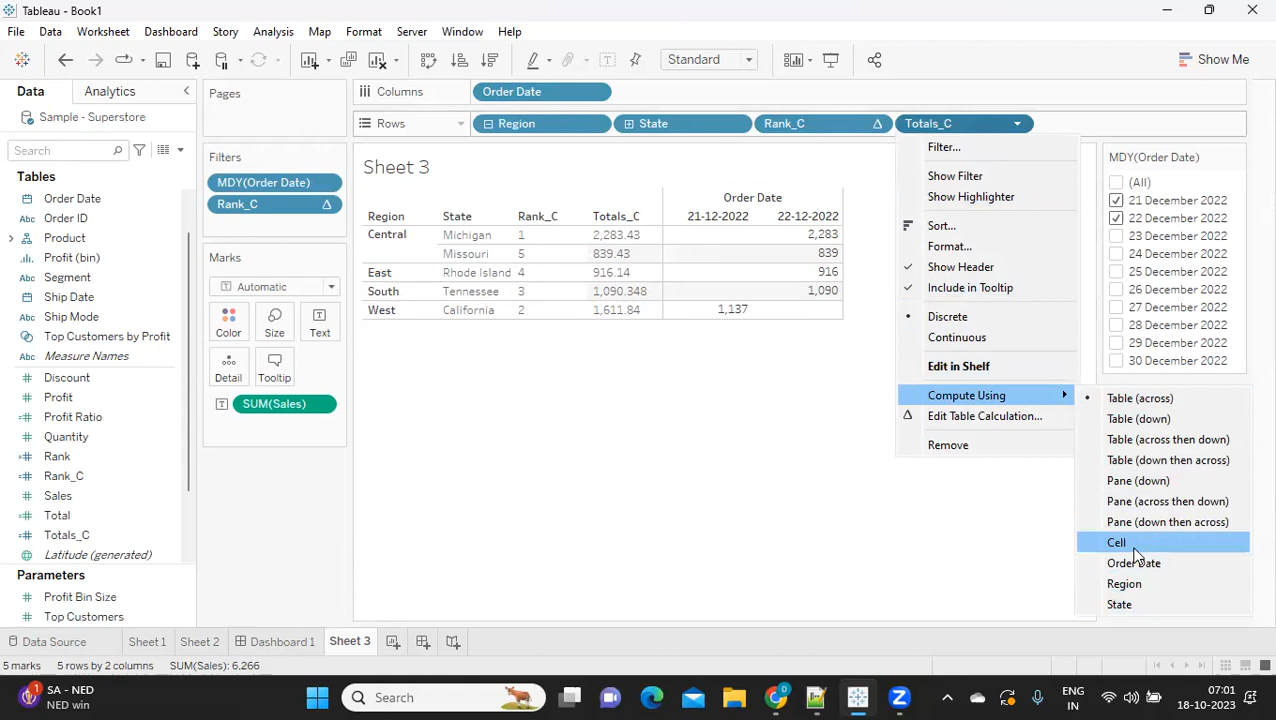 Tableau - Book1
File Data Worksheet Dashboard Story Analysis Map Format Server Window Help
Standard Show Me
Data Analytics
Sample - Superstore
Search
Tables
Order Date
Abc Order ID
Product
Profit (bin)
Abc Segment
Ship Date
Abc Ship Mode
Top Customers by Profit
Abc Measure Names
Discount
Profit
Profit Ratio
Quantity
Rank
Rank_C
Sales
Total
Totals_C
Latitude (generated)
Parameters
Profit Bin Size
Top Customers
Pages
Filters
MDY(Order Date)
Rank_C
Marks
Automatic
Color Size Text
Detail Tooltip
SUM(Sales)
Columns Order Date
Rows Region State Rank_C Totals_C
Sheet 3
Order Date
Region State Rank_C Totals_C 21-12-2022 22-12-2022
Central Michigan 1 2,283.43 2,283
Missouri 5 839.43 839
East Rhode Island 4 916.14 916
South Tennessee 3 1,090.348 1,090
West California 2 1,611.84 1,137
Filter...
Show Filter
Show Highlighter
Sort...
Format...
Show Header
Include in Tooltip
Discrete
Continuous
Edit in Shelf
Compute Using
Edit Table Calculation...
Remove
Table (across)
Table (down)
Table (across then down)
Table (down then across)
Pane (down)
Pane (across then down)
Pane (down then across)
Cell
Order Date
Region
State
MDY(Order Date)
(All)
21 December 2022
22 December 2022
23 December 2022
24 December 2022
25 December 2022
26 December 2022
27 December 2022
28 December 2022
29 December 2022
30 December 2022
Data Source Sheet 1 Sheet 2 Dashboard 1 Sheet 3
5 marks 5 rows by 2 columns SUM(Sales): 6,266
1 SA - NED
NED win
Search
ENG
IN
07:01
18-10-2023